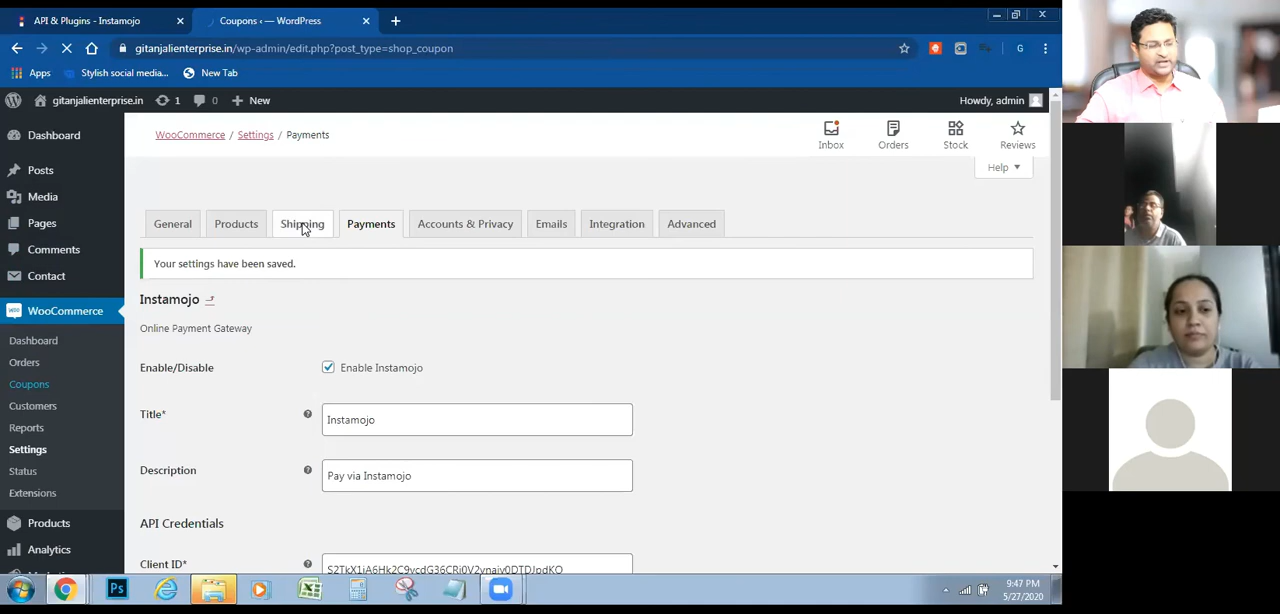 API & Plugins - Instamojo
Coupons ‹ — WordPress
gitanjalienterprise.in/wp-admin/edit.php?post_type=shop_coupon
G
Apps
Stylish social media...
New Tab
gitanjalienterprise.in
1
0
New
Howdy, admin
Dashboard
Posts
Media
Pages
Comments
Contact
WooCommerce
Dashboard
Orders
Coupons
Customers
Reports
Settings
Status
Extensions
Products
Analytics
WooCommerce / Settings / Payments
Inbox
Orders
Stock
Reviews
Help
General
Products
Shipping
Payments
Accounts & Privacy
Emails
Integration
Advanced
Your settings have been saved.
Instamojo
Online Payment Gateway
Enable/Disable
Enable Instamojo
Title*
Instamojo
Description
Pay via Instamojo
API Credentials
Client ID*
Ps
9:47 PM
5/27/2020